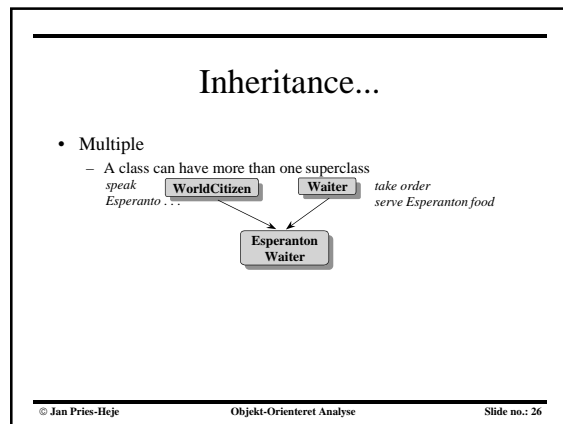 Inheritance...
• Multiple
– A class can have more than one superclass
speak
Esperanto . . .
WorldCitizen
Waiter
take order
serve Esperanton food
Esperanton
Waiter
© Jan Pries-Heje Objekt-Orienteret Analyse Slide no.: 26